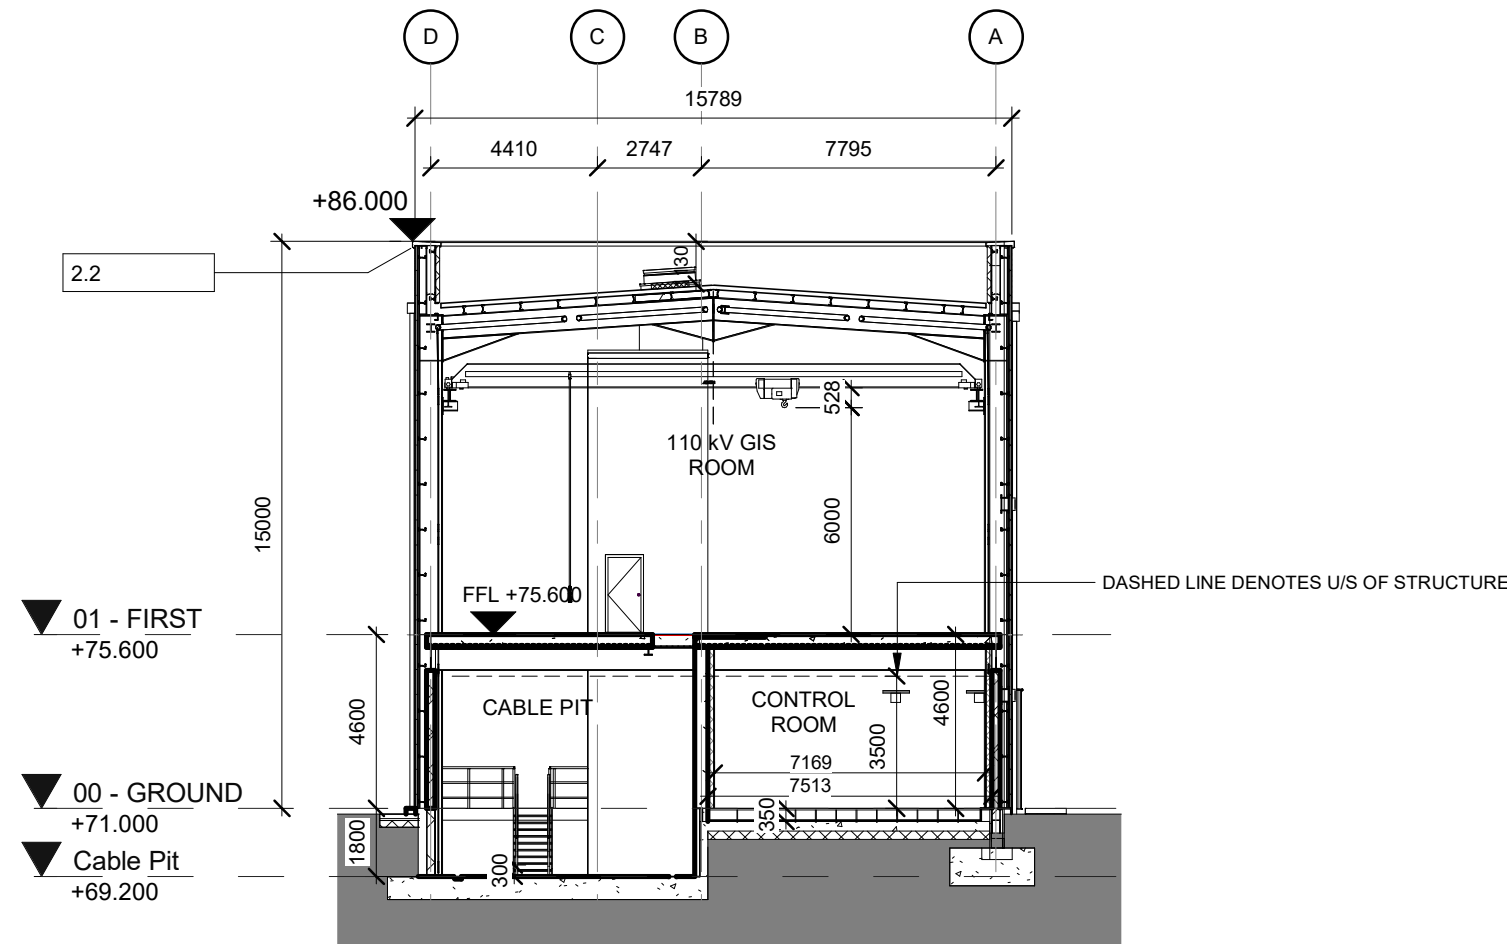 D
C
B
A
15789
4410
2747
7795
+86.000
2.2
528
110 kV GIS
ROOM
15000
6000
DASHED LINE DENOTES U/S OF STRUCTURE
FFL +75.600
01 - FIRST
+75.600
CABLE PIT
CONTROL
ROOM
4600
4600
3500
7169
7513
00 - GROUND
+71.000
350
1800
Cable Pit
+69.200
300